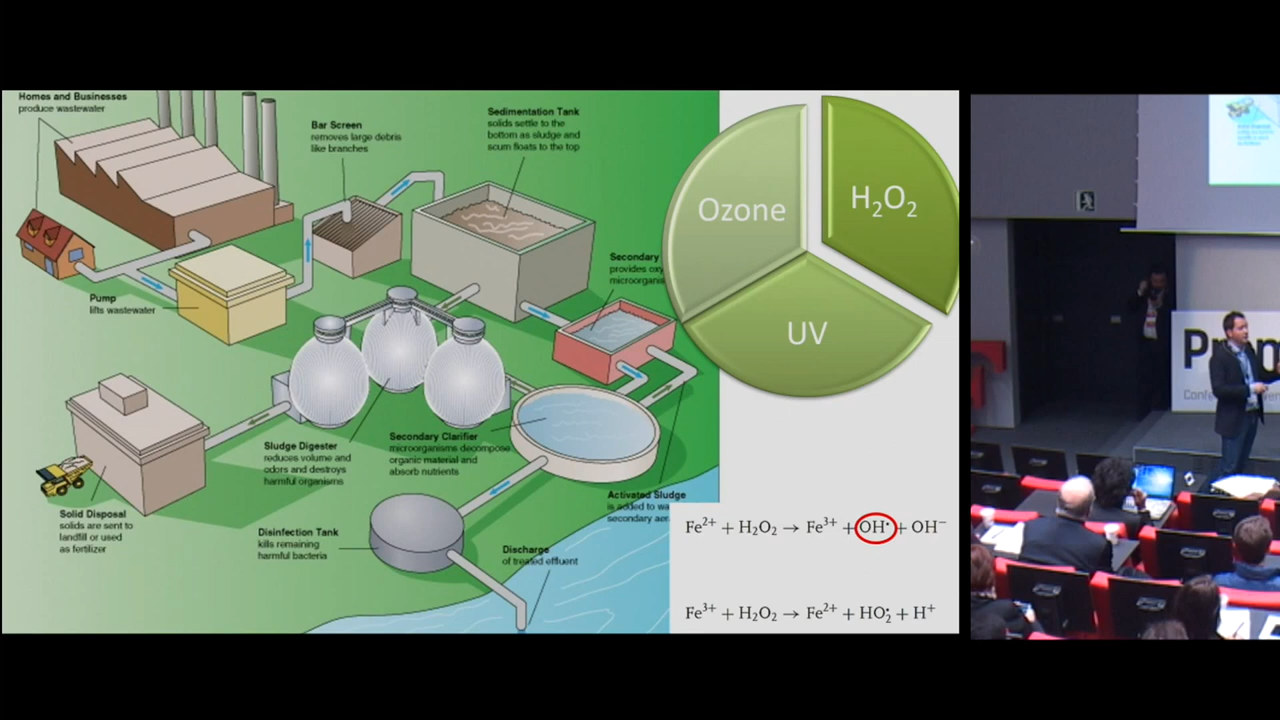 Homes and Businesses
produce wastewater
Bar Screen
removes large debris
like branches
Sedimentation Tank
solids settle to the
bottom as sludge and
scum floats to the top
Ozone
H₂O₂
UV
Secondary
provides oxy
microorganis
Pump
lifts wastewater
Sludge Digester
reduces volume and
odors and destroys
harmful organisms
Secondary Clarifier
microorganisms decompose
organic material and
absorb nutrients
Activated Sludge
is added to wa
secondary aer
Solid Disposal
solids are sent to
landfill or used
as fertilizer
Disinfection Tank
kills remaining
harmful bacteria
Discharge
of treated effluent
Fe²⁺ + H₂O₂ → Fe³⁺ + OH• + OH⁻
Fe³⁺ + H₂O₂ → Fe²⁺ + HO₂• + H⁺